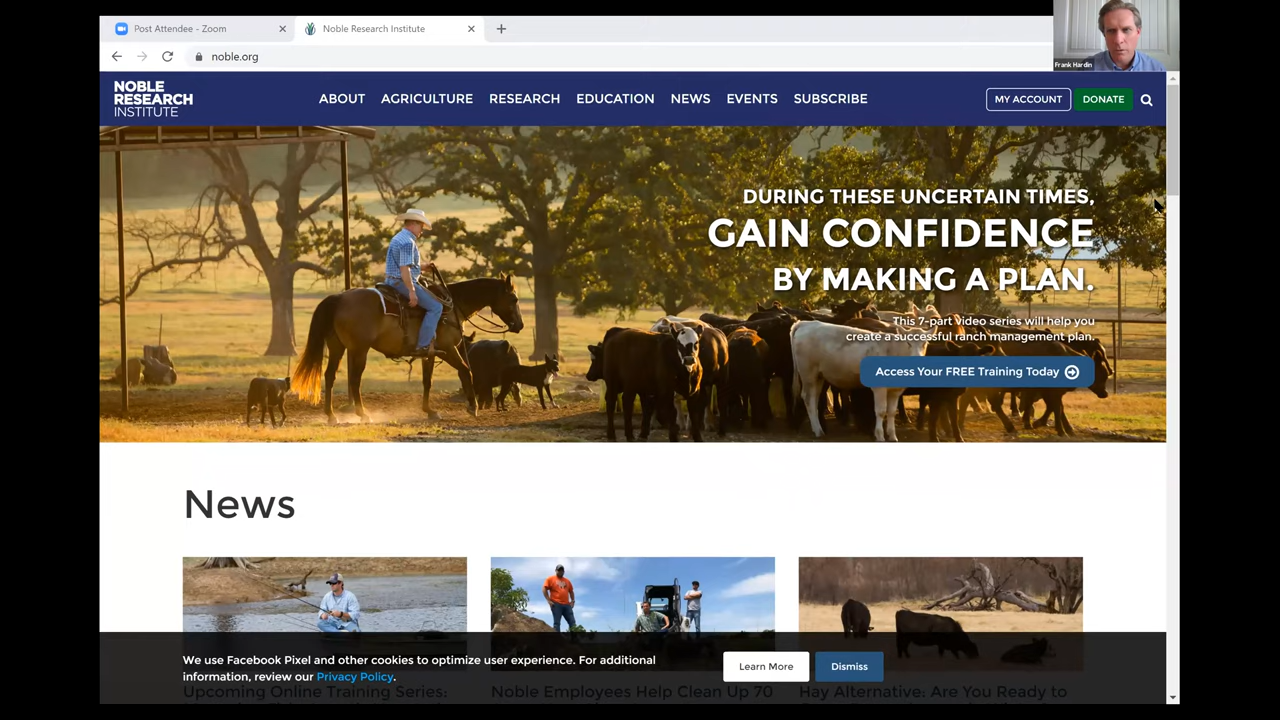 Post Attendee - Zoom
Noble Research Institute
noble.org
Frank Hardin
NOBLE
RESEARCH
INSTITUTE
ABOUT AGRICULTURE RESEARCH EDUCATION NEWS EVENTS SUBSCRIBE
MY ACCOUNT
DONATE
DURING THESE UNCERTAIN TIMES,
GAIN CONFIDENCE
BY MAKING A PLAN.
This 7-part video series will help you
create a successful ranch management plan.
Access Your FREE Training Today
News
We use Facebook Pixel and other cookies to optimize user experience. For additional
information, review our Privacy Policy.
Learn More
Dismiss
Upcoming Online Training Series:
Noble Employees Help Clean Up 70
Hay Alternative: Are You Ready to